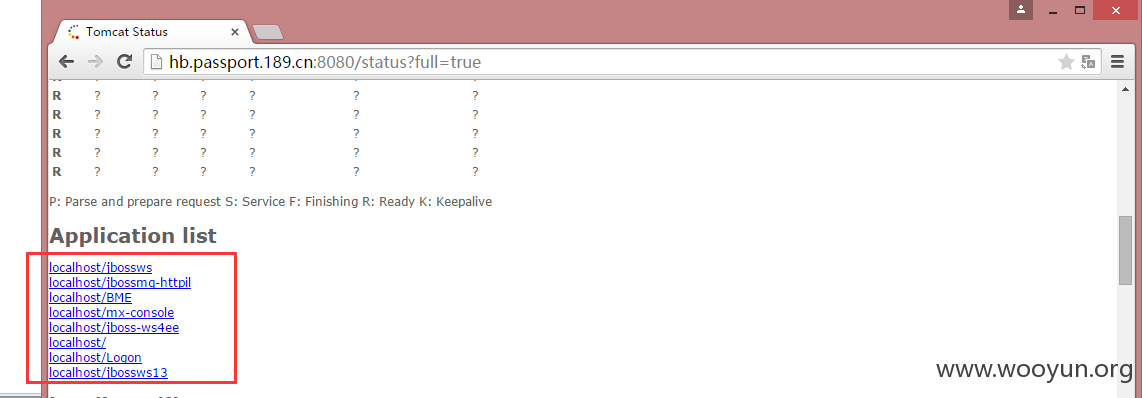 Tomcat Status
hb.passport.189.cn:8080/status?full=true
R ? ? ? ? ? ?
R ? ? ? ? ? ?
R ? ? ? ? ? ?
R ? ? ? ? ? ?
R ? ? ? ? ? ?
P: Parse and prepare request S: Service F: Finishing R: Ready K: Keepalive
Application list
localhost/jbossws
localhost/jbossmq-httpil
localhost/BME
localhost/mx-console
localhost/jboss-ws4ee
localhost/
localhost/Logon
localhost/jbossws13
www.wooyun.org